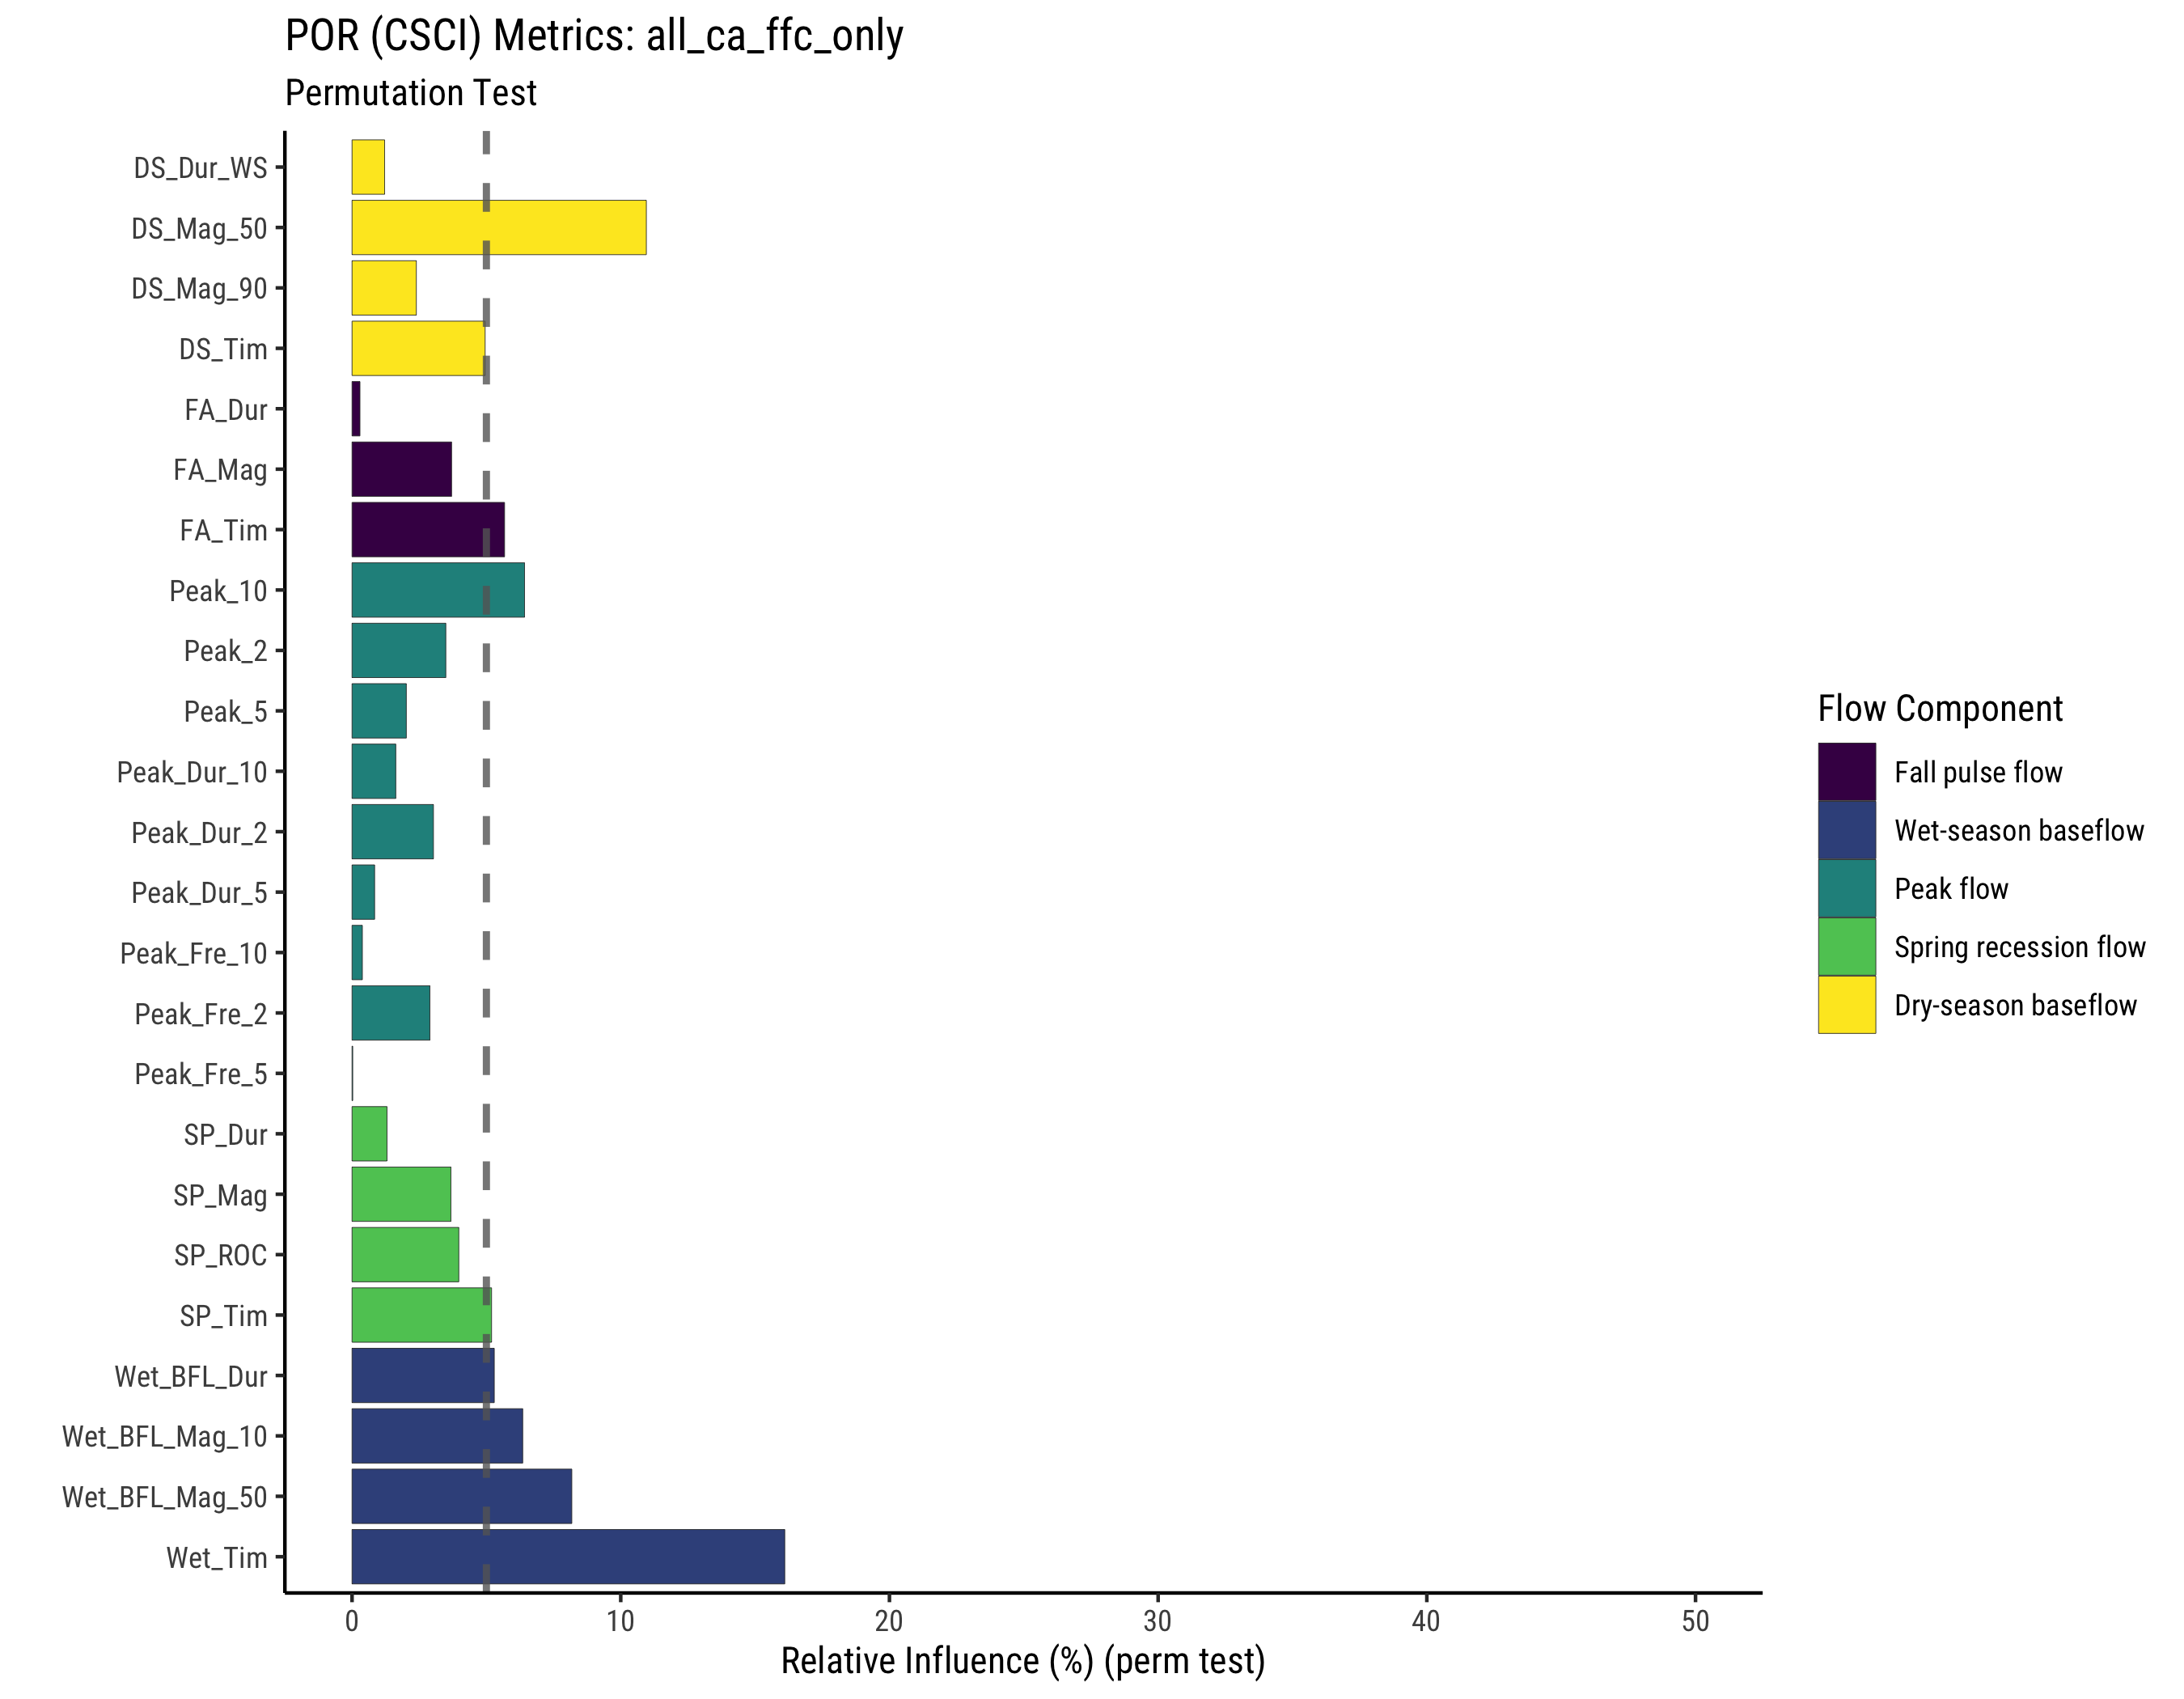 POR (CSCI) Metrics: all_ca_ffc_only
Permutation Test
DS_Dur_WS
DS_Mag_50
DS_Mag_90
DS_Tim
FA_Dur
FA_Mag
FA_Tim
Peak_10
Peak_2
Peak_5
Peak_Dur_10
Peak_Dur_2
Peak_Dur_5
Peak_Fre_10
Peak_Fre_2
Peak_Fre_5
SP_Dur
SP_Mag
SP_ROC
SP_Tim
Wet_BFL_Dur
Wet_BFL_Mag_10
Wet_BFL_Mag_50
Wet_Tim
0 10 20 30 40 50
Relative Influence (%) (perm test)
Flow Component
Fall pulse flow
Wet-season baseflow
Peak flow
Spring recession flow
Dry-season baseflow